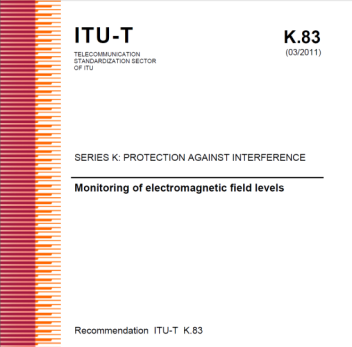 ITU-T
K.83
TELECOMMUNICATION
(03/2011)
STANDARDIZATION SECTOR
OF ITU
SERIES K: PROTECTION AGAINST INTERFERENCE
Monitoring of electromagnetic field levels
Recommendation ITU-T K.83